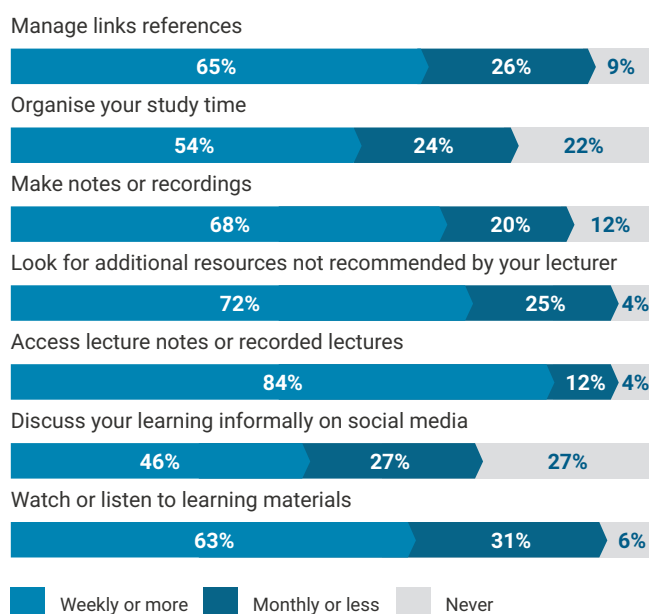 Manage links references
65% 26% 9%
Organise your study time
54% 24% 22%
Make notes or recordings
68% 20% 12%
Look for additional resources not recommended by your lecturer
72% 25% 4%
Access lecture notes or recorded lectures
84% 12% 4%
Discuss your learning informally on social media
46% 27% 27%
Watch or listen to learning materials
63% 31% 6%
Weekly or more Monthly or less Never